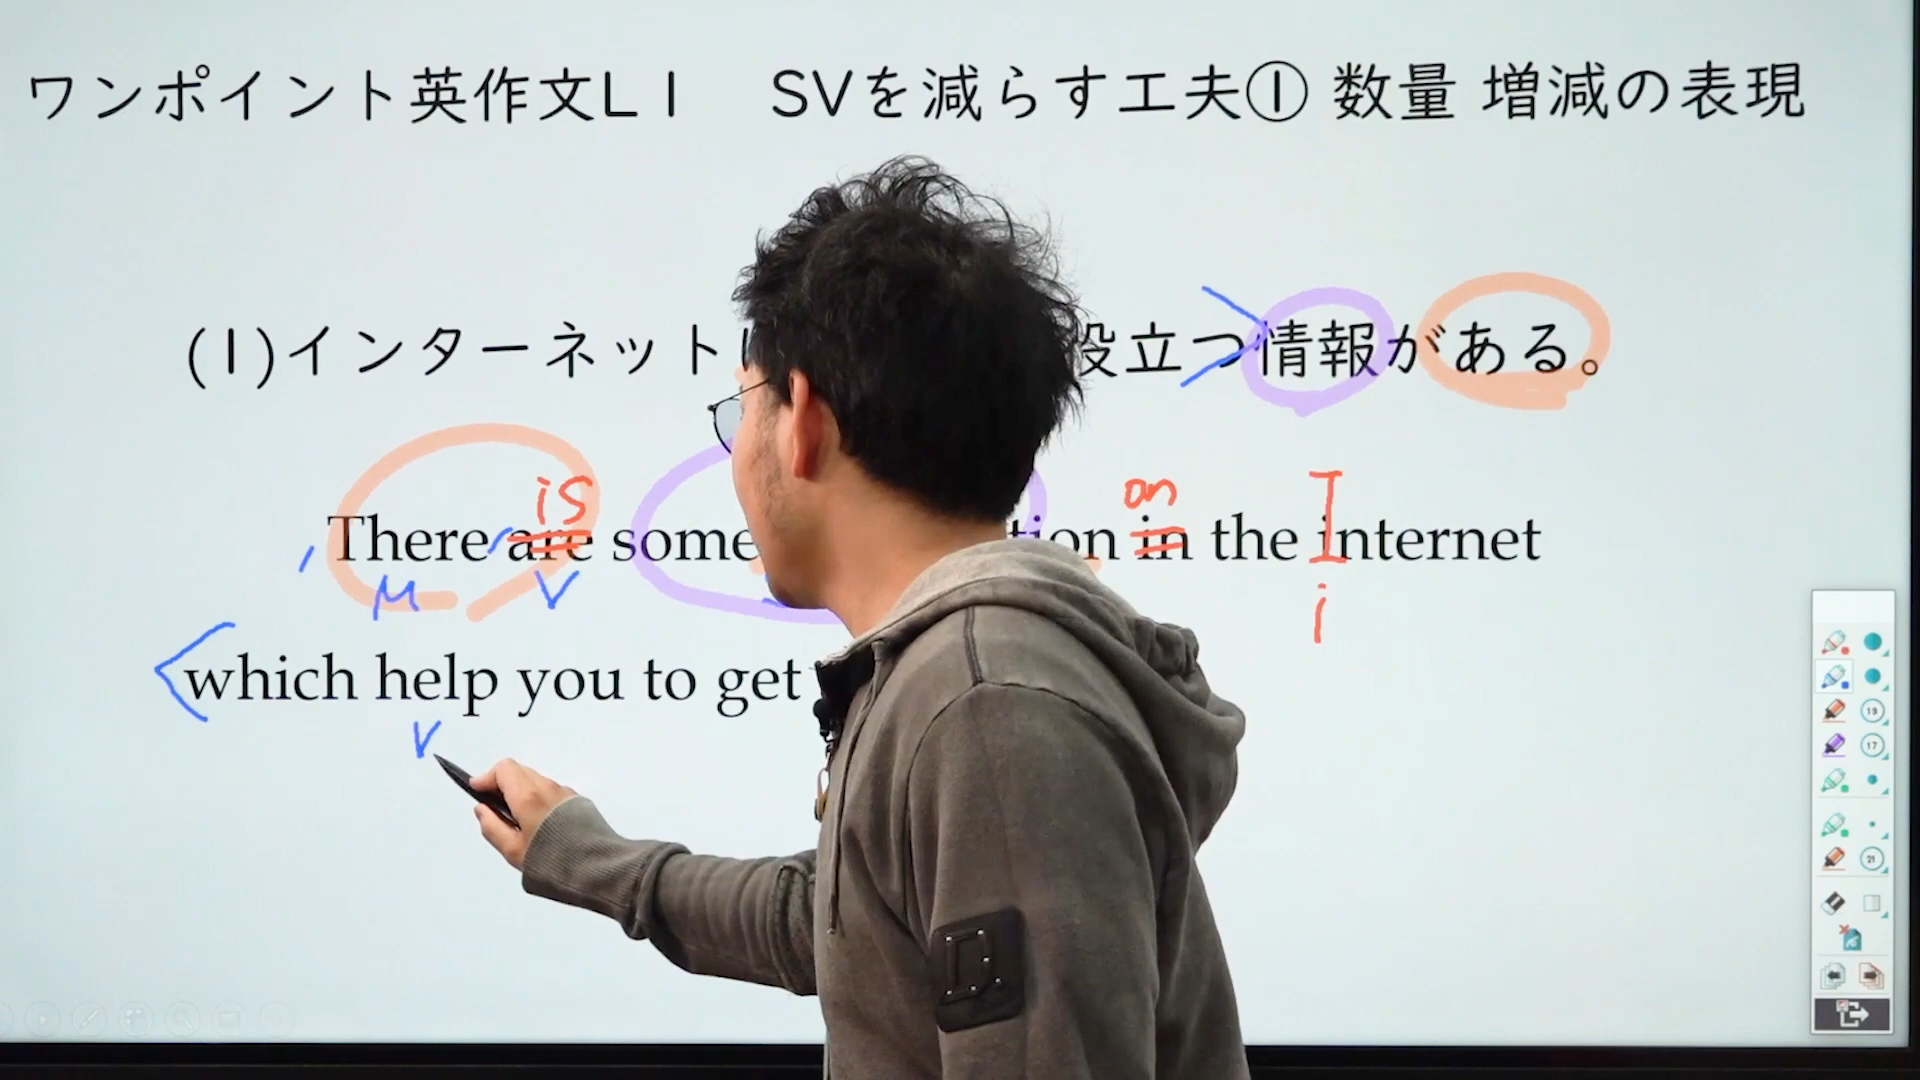 ワンポイント英作文L1 SVを減らす工夫① 数量 増減の表現
(1)インターネット 役立つ情報がある。
is on I
There are some tion in the internet
M V i
which help you to get
V
19
17
21
D